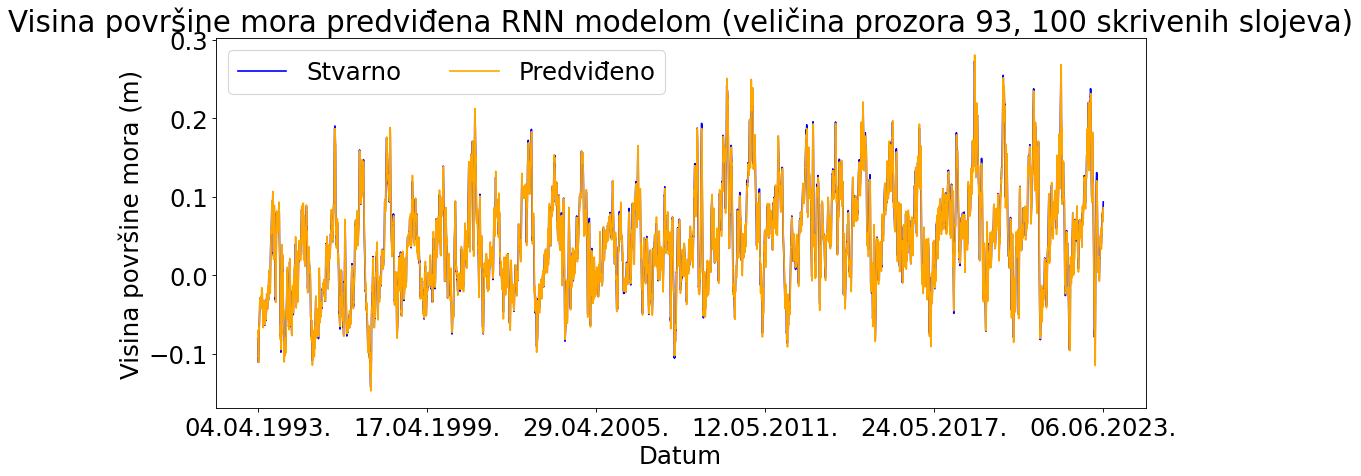 Visina površine mora predviđena RNN modelom (veličina prozora 93, 100 skrivenih slojeva)
Stvarno Predviđeno
Visina površine mora (m)
0.3
0.2
0.1
0.0
−0.1
04.04.1993. 17.04.1999. 29.04.2005. 12.05.2011. 24.05.2017. 06.06.2023.
Datum